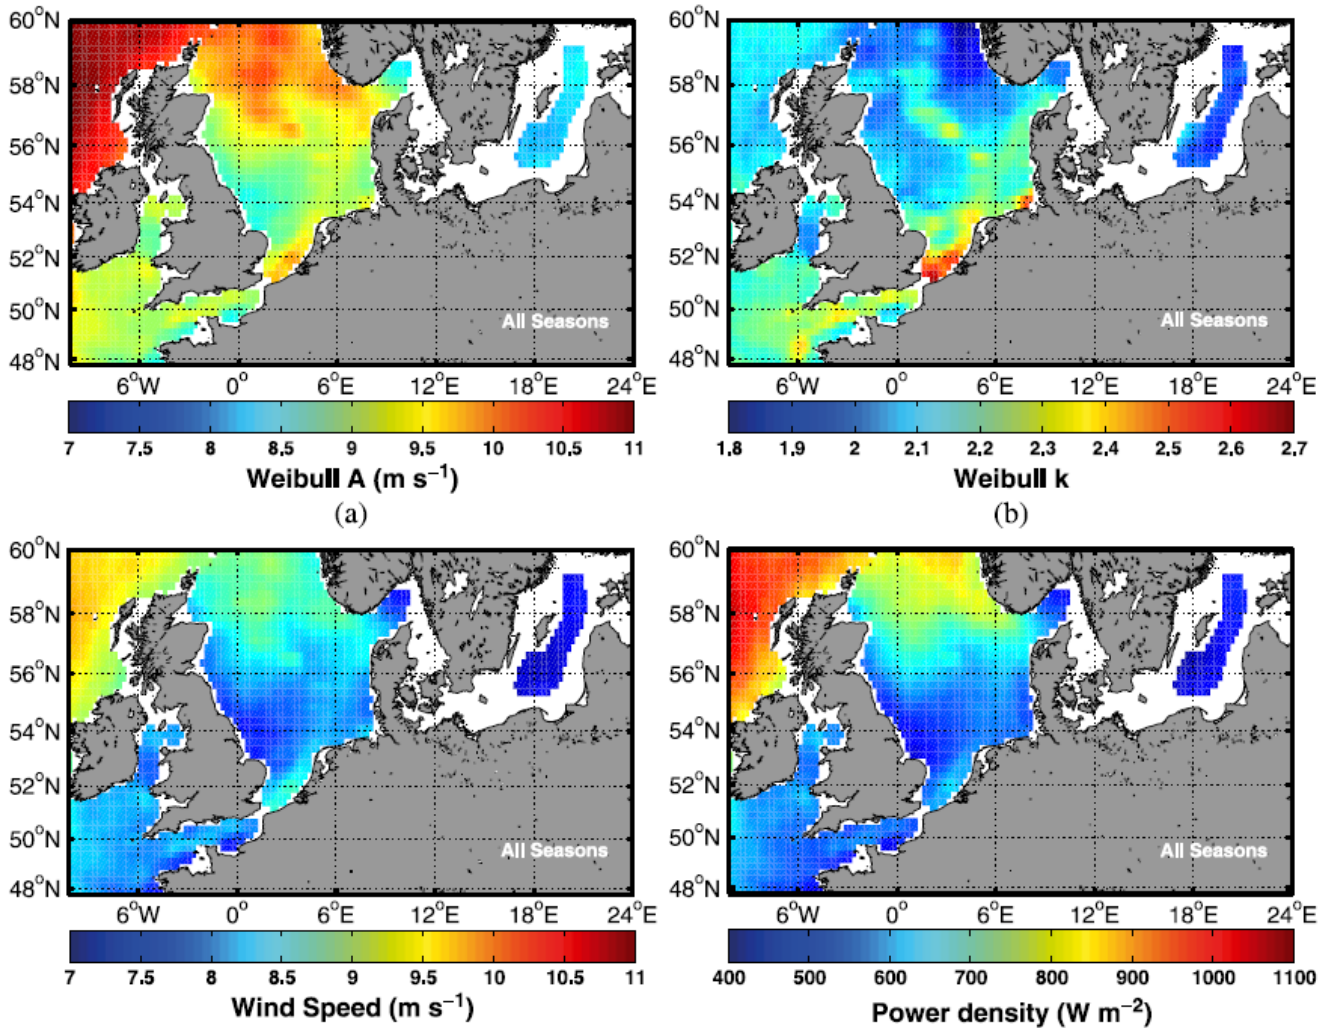 60°N 60°N
58°N 58°N
56°N 56°N
54°N 54°N
52°N 52°N
50°N 50°N
All Seasons All Seasons
48°N 48°N
6°W 0° 6°E 12°E 18°E 24°E 6°W 0° 6°E 12°E 18°E 24°E
7 7.5 8 8.5 9 9.5 10 10.5 11 1.8 1.9 2 2.1 2.2 2.3 2.4 2.5 2.6 2.7
Weibull A (m s⁻¹) Weibull k
(a) (b)
60°N 60°N
58°N 58°N
56°N 56°N
54°N 54°N
52°N 52°N
50°N 50°N
All Seasons All Seasons
48°N 48°N
6°W 0° 6°E 12°E 18°E 24°E 6°W 0° 6°E 12°E 18°E 24°E
7 7.5 8 8.5 9 9.5 10 10.5 11 400 500 600 700 800 900 1000 1100
Wind Speed (m s⁻¹) Power density (W m⁻²)